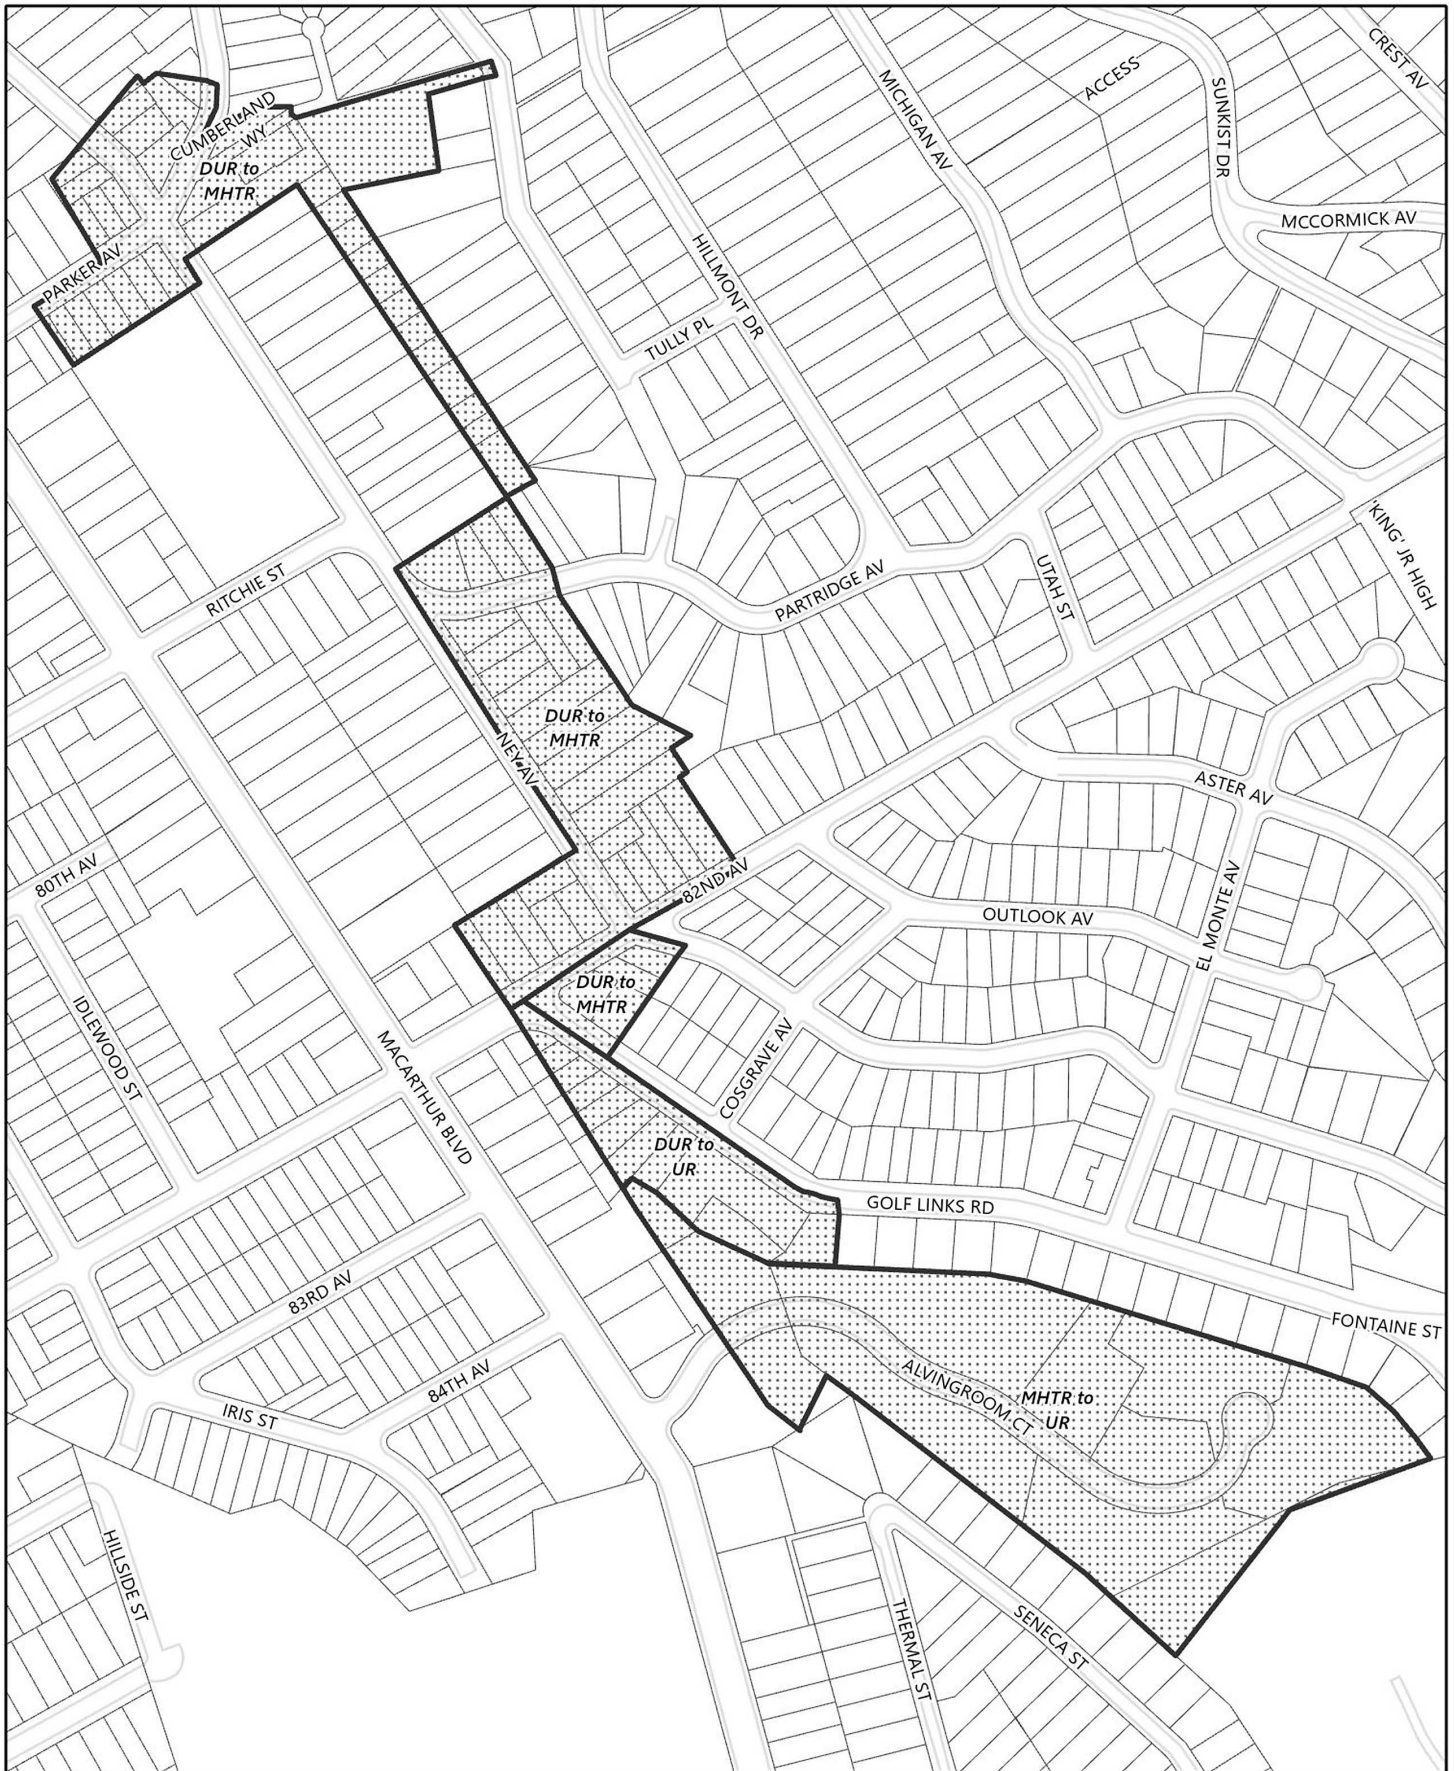 CREST AV
ACCESS
MICHIGAN AV
SUNKIST DR
CUMBERLAND
WY
DUR to
MHTR
MCCORMICK AV
PARKER AV
HILLMONT DR
TULLY PL
'KING' JR HIGH
RITCHIE ST
PARTRIDGE AV
UTAH ST
DUR to
MHTR
NEY AV
ASTER AV
80TH AV
82ND AV
OUTLOOK AV
EL MONTE AV
DUR to
MHTR
IDLEWOOD ST
MACARTHUR BLVD
COSGRAVE AV
DUR to
UR
GOLF LINKS RD
83RD AV
FONTAINE ST
84TH AV
ALVINGROOM CT
MHTR to
UR
IRIS ST
HILLSIDE ST
THERMAL ST
SENECA ST